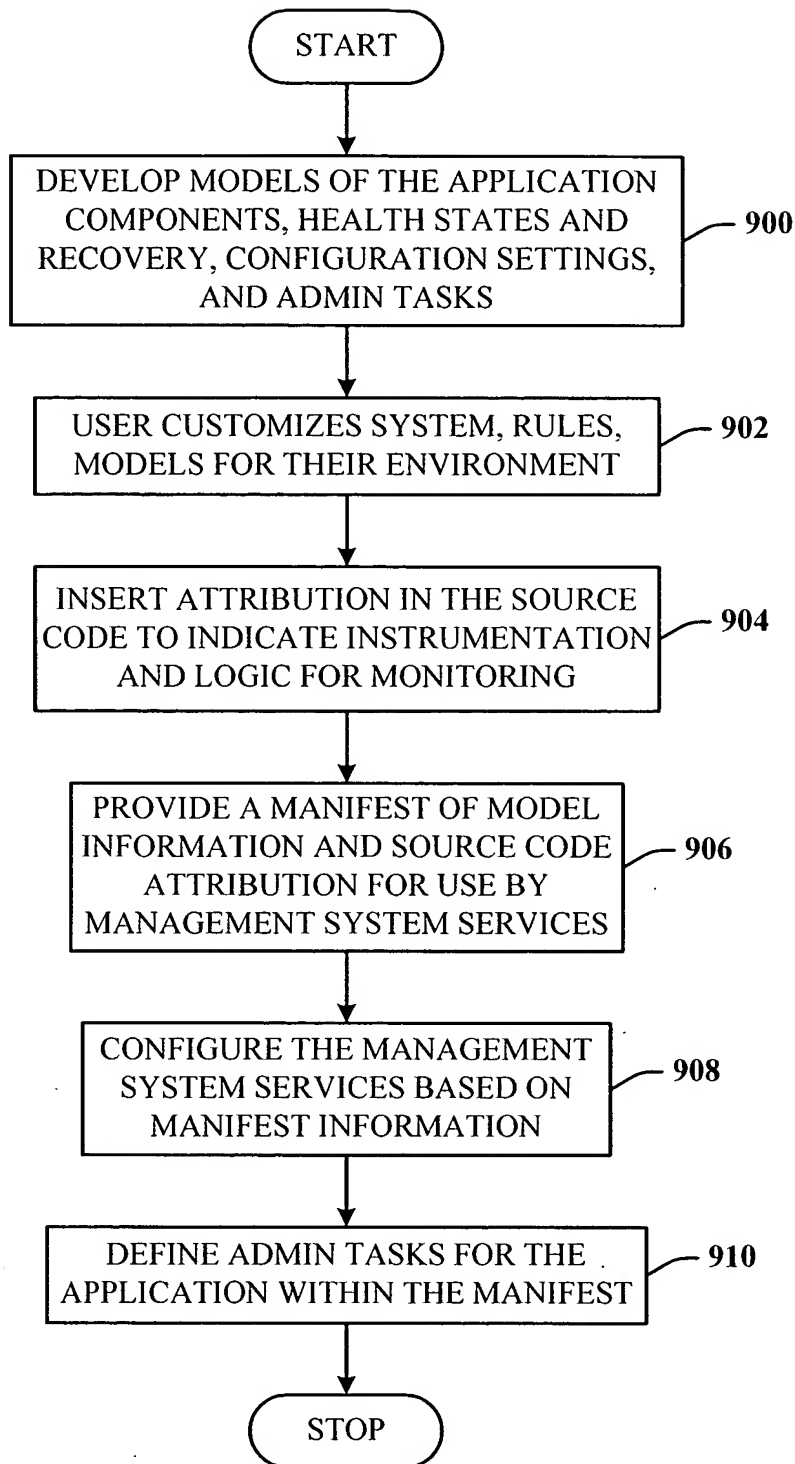 START
DEVELOP MODELS OF THE APPLICATION
COMPONENTS, HEALTH STATES AND
RECOVERY, CONFIGURATION SETTINGS,
AND ADMIN TASKS
900
USER CUSTOMIZES SYSTEM, RULES,
MODELS FOR THEIR ENVIRONMENT
902
INSERT ATTRIBUTION IN THE SOURCE
CODE TO INDICATE INSTRUMENTATION
AND LOGIC FOR MONITORING
904
PROVIDE A MANIFEST OF MODEL
INFORMATION AND SOURCE CODE
ATTRIBUTION FOR USE BY
MANAGEMENT SYSTEM SERVICES
906
CONFIGURE THE MANAGEMENT
SYSTEM SERVICES BASED ON
MANIFEST INFORMATION
908
DEFINE ADMIN TASKS FOR THE
APPLICATION WITHIN THE MANIFEST
910
STOP